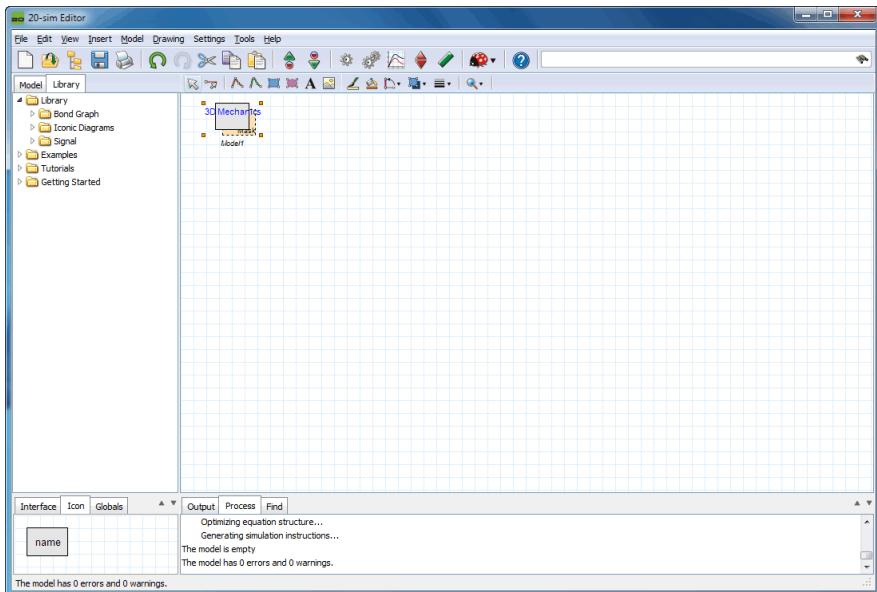 20-sim Editor
File Edit View Insert Model Drawing Settings Tools Help
Model Library
Library
Bond Graph
Iconic Diagrams
Signal
Examples
Tutorials
Getting Started
3D Mechanics
Mask
Model1
Interface Icon Globals
name
Output Process Find
Optimizing equation structure...
Generating simulation instructions...
The model is empty
The model has 0 errors and 0 warnings.
The model has 0 errors and 0 warnings.